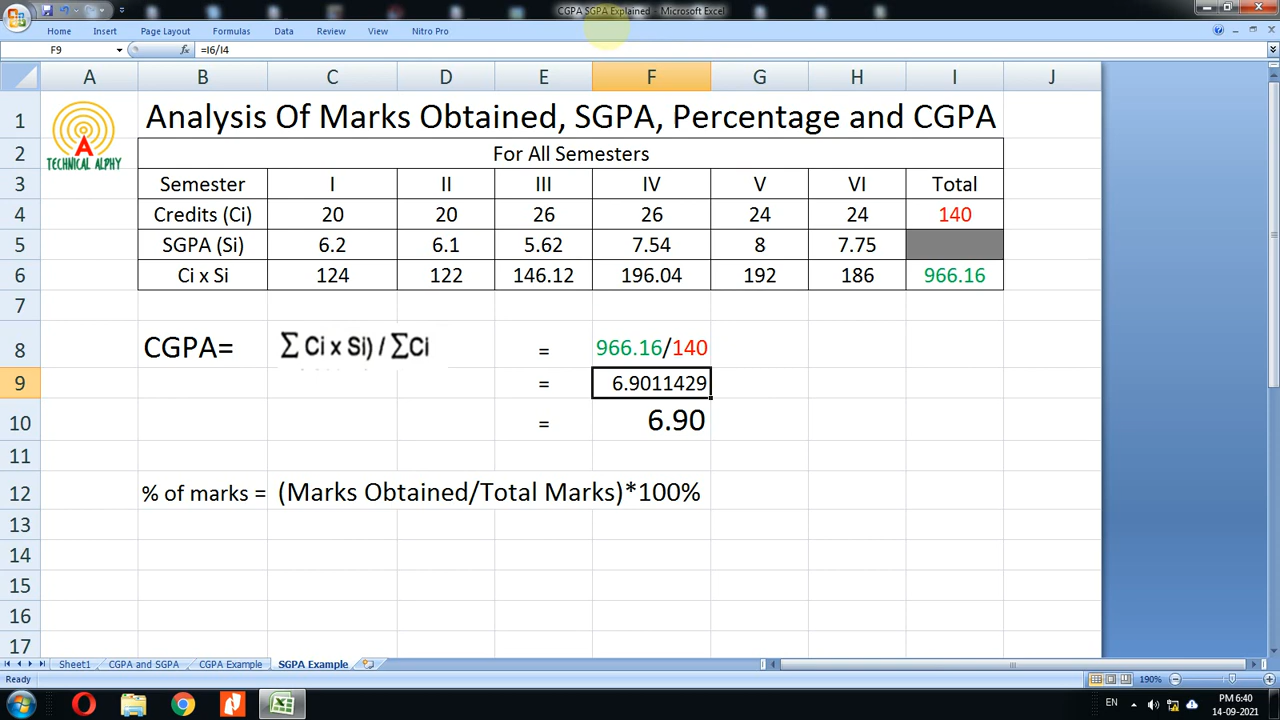 CGPA SGPA Explained - Microsoft Excel
Home Insert Page Layout Formulas Data Review View Nitro Pro
F9 fx =I6/I4
A B C D E F G H I J
1 Analysis Of Marks Obtained, SGPA, Percentage and CGPA
A
TECHNICAL ALPHY
2 For All Semesters
3 Semester I II III IV V VI Total
4 Credits (Ci) 20 20 26 26 24 24 140
5 SGPA (Si) 6.2 6.1 5.62 7.54 8 7.75
6 Ci x Si 124 122 146.12 196.04 192 186 966.16
7
8 CGPA= ∑ Ci x Si) / ∑Ci = 966.16/140
9 = 6.9011429
10 = 6.90
11
12 % of marks = (Marks Obtained/Total Marks)*100%
13
14
15
16
17
Sheet1 CGPA and SGPA CGPA Example SGPA Example
Ready 190%
EN PM 6:40
14-09-2021